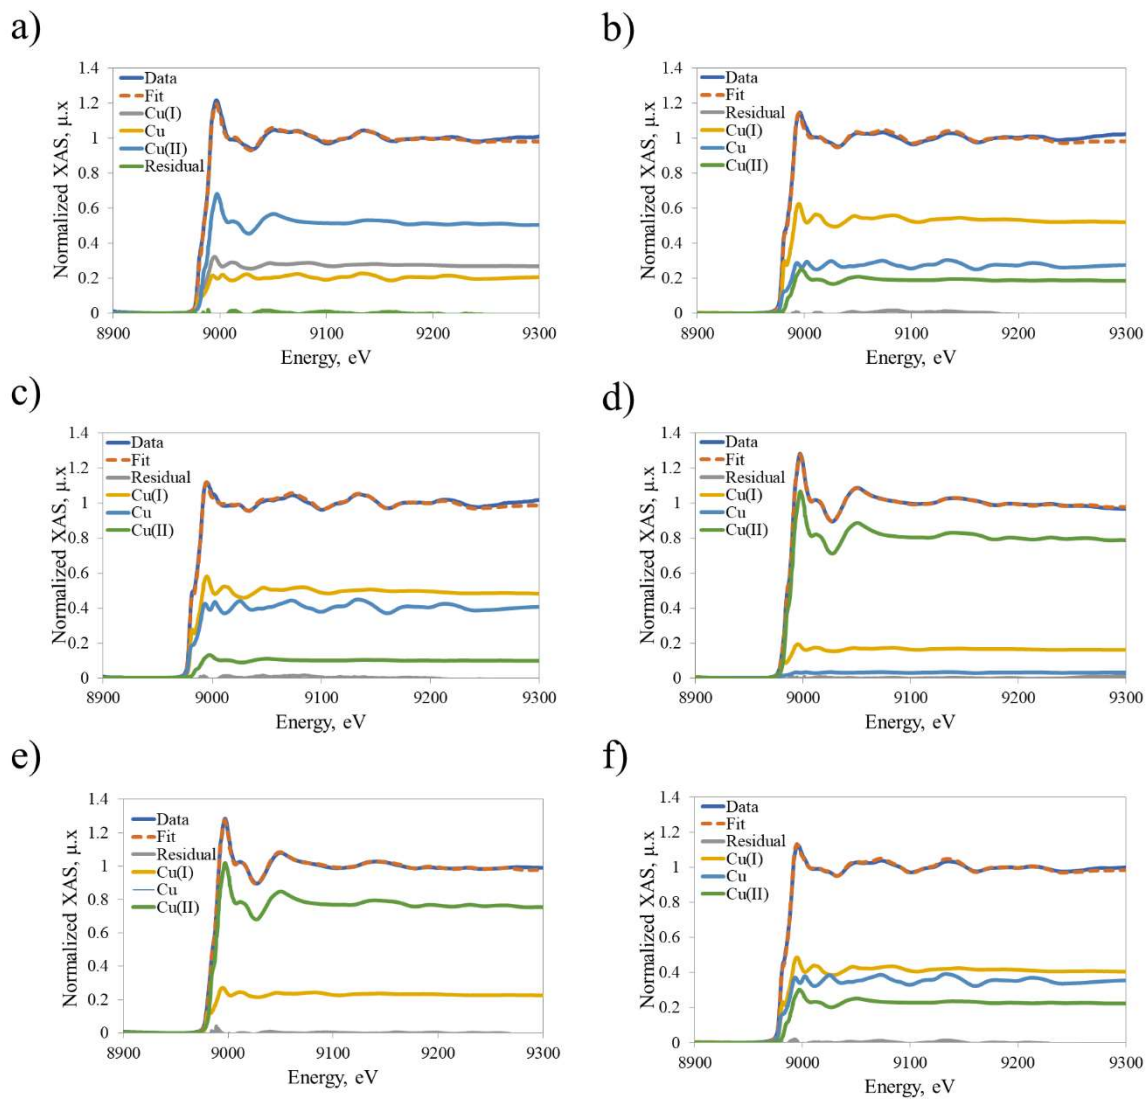 a)
Normalized XAS, μ.x
1.4
1.2
1
0.8
0.6
0.4
0.2
0
Data
Fit
Cu(I)
Cu
Cu(II)
Residual
8900 9000 9100 9200 9300
Energy, eV
b)
Normalized XAS, μ.x
1.4
1.2
1
0.8
0.6
0.4
0.2
0
Data
Fit
Residual
Cu(I)
Cu
Cu(II)
8900 9000 9100 9200 9300
Energy, eV
c)
Normalized XAS, μ.x
1.4
1.2
1
0.8
0.6
0.4
0.2
0
Data
Fit
Residual
Cu(I)
Cu
Cu(II)
8900 9000 9100 9200 9300
Energy, eV
d)
Normalized XAS, μ.x
1.4
1.2
1
0.8
0.6
0.4
0.2
0
Data
Fit
Residual
Cu(I)
Cu
Cu(II)
8900 9000 9100 9200 9300
Energy, eV
e)
Normalized XAS, μ.x
1.4
1.2
1
0.8
0.6
0.4
0.2
0
Data
Fit
Residual
Cu(I)
Cu
Cu(II)
8900 9000 9100 9200 9300
Energy, eV
f)
Normalized XAS, μ.x
1.4
1.2
1
0.8
0.6
0.4
0.2
0
Data
Fit
Residual
Cu(I)
Cu
Cu(II)
8900 9000 9100 9200 9300
Energy, eV